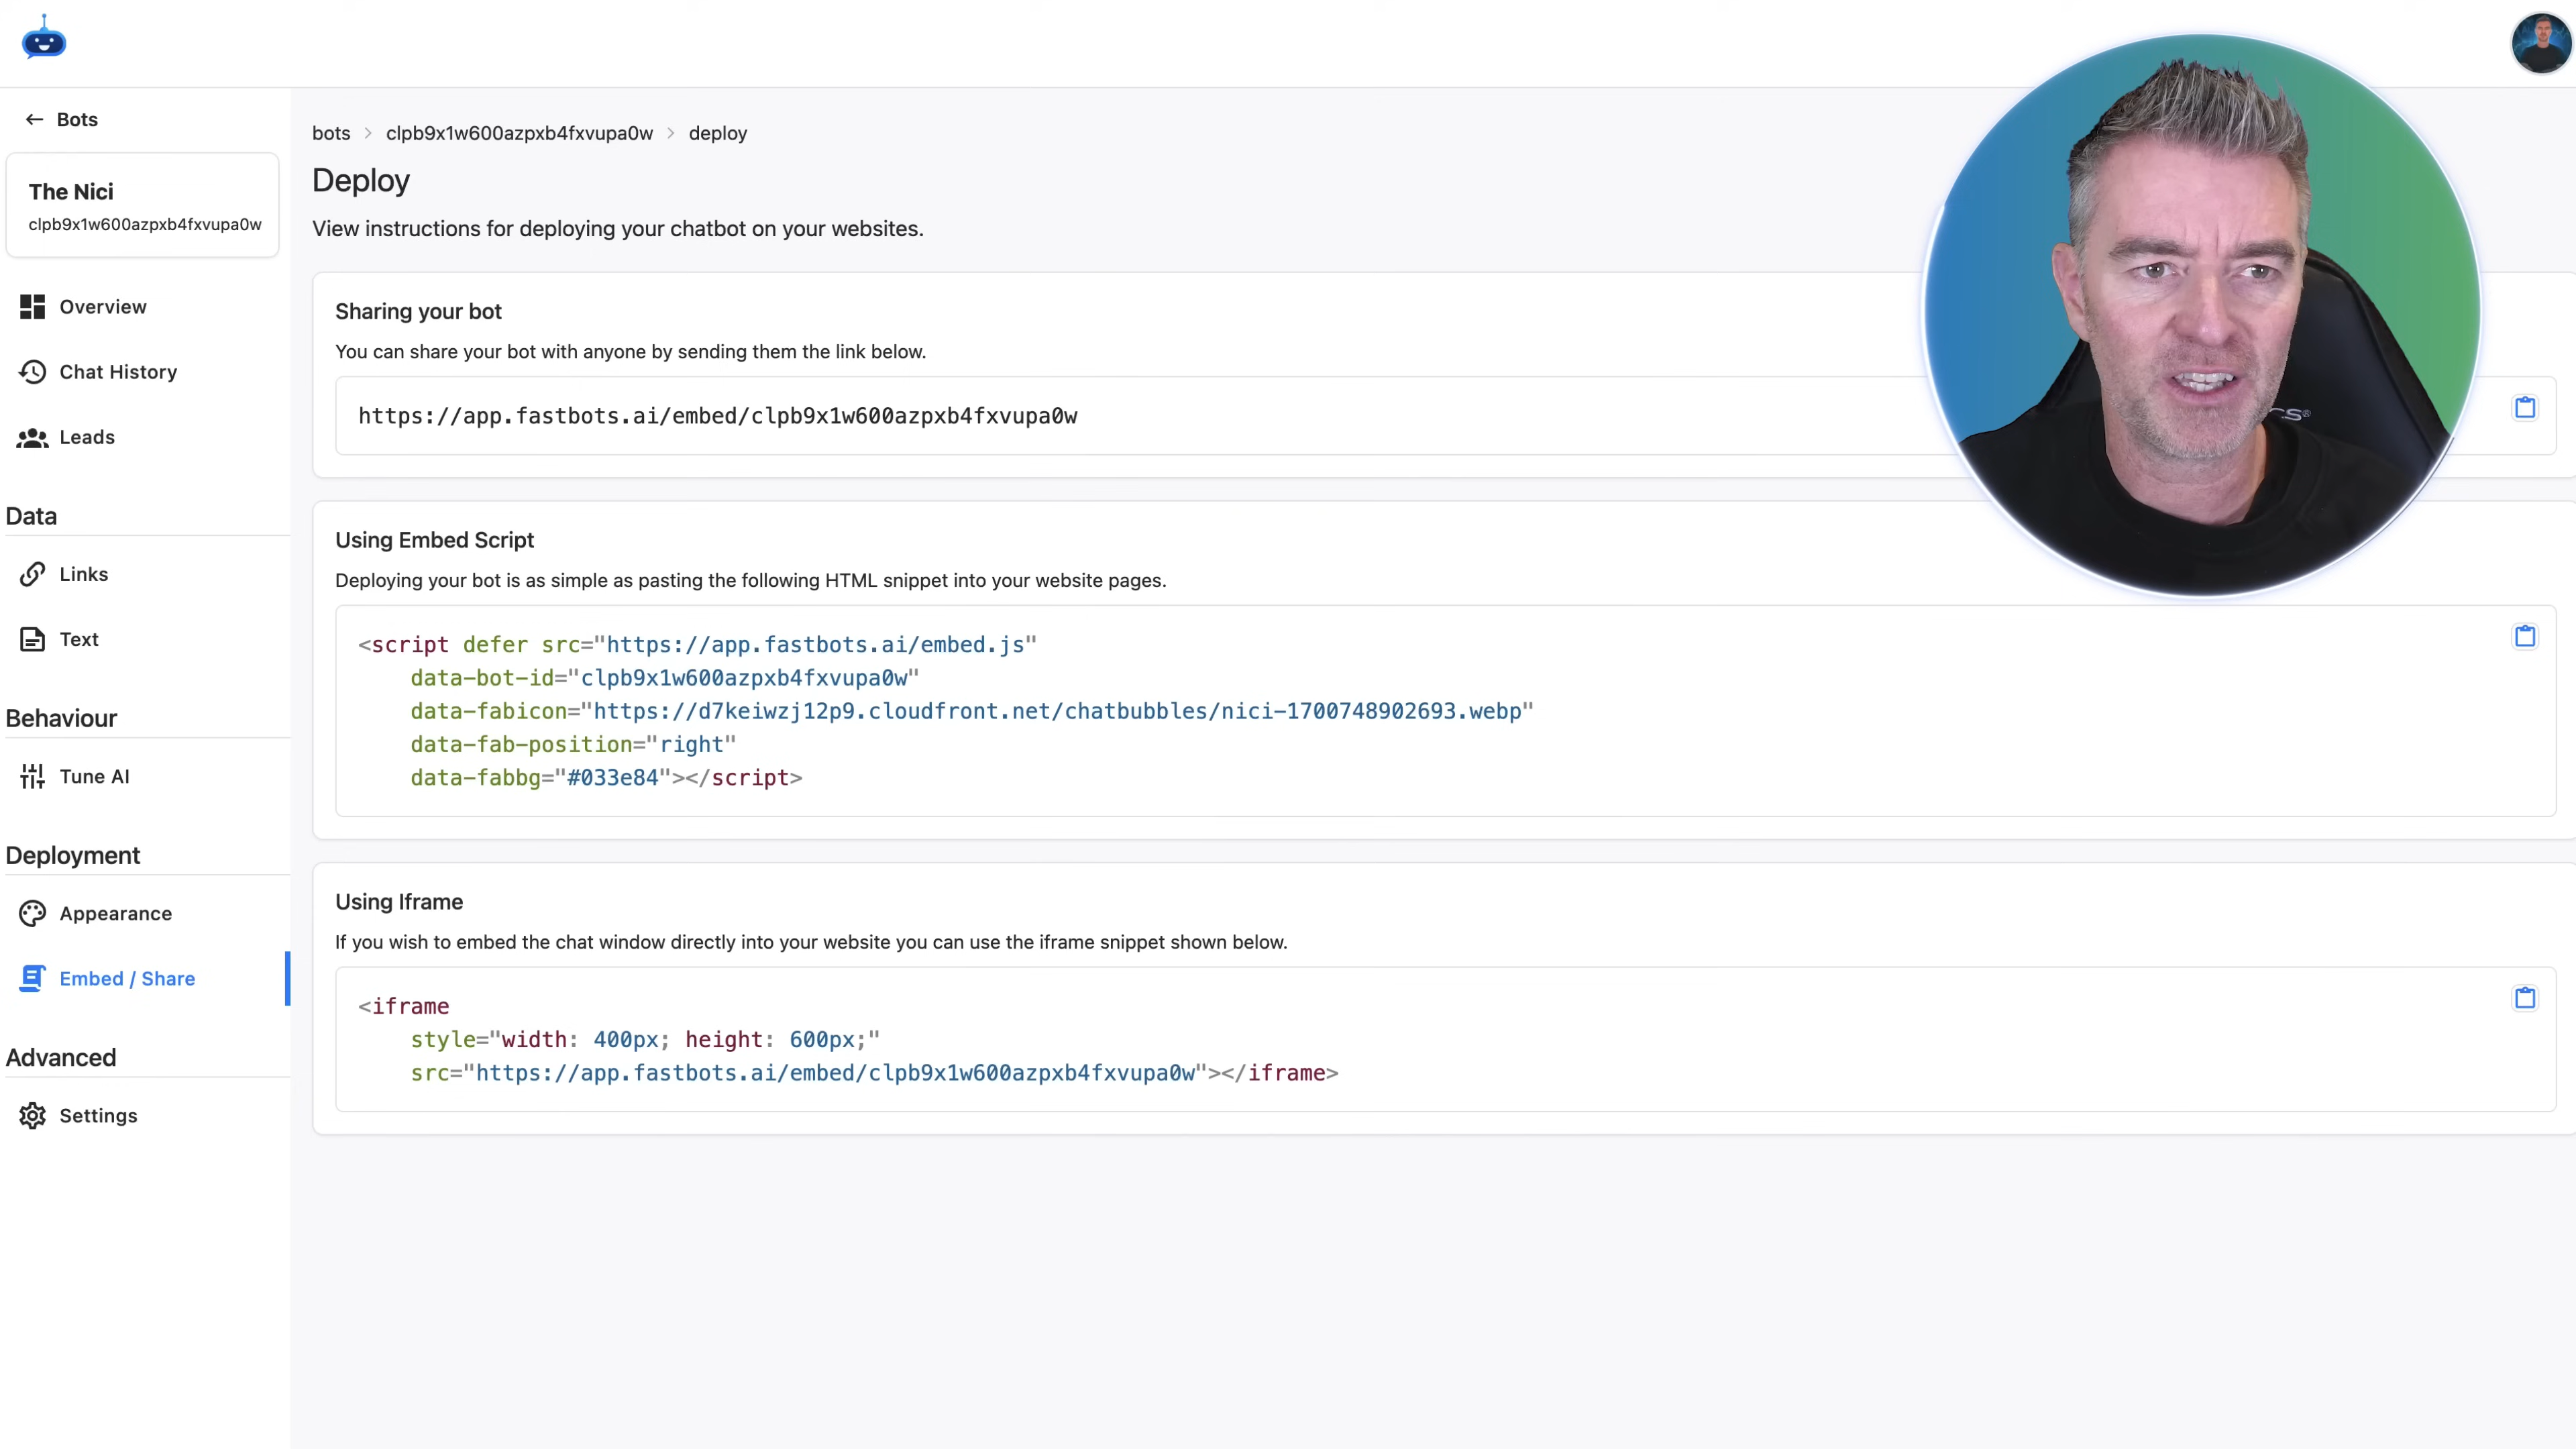 ← Bots
The Nici
clpb9x1w600azpxb4fxvupa0w
Overview
Chat History
Leads
Data
Links
Text
Behaviour
Tune AI
Deployment
Appearance
Embed / Share
Advanced
Settings
bots > clpb9x1w600azpxb4fxvupa0w > deploy
Deploy
View instructions for deploying your chatbot on your websites.
Sharing your bot
You can share your bot with anyone by sending them the link below.
https://app.fastbots.ai/embed/clpb9x1w600azpxb4fxvupa0w
Using Embed Script
Deploying your bot is as simple as pasting the following HTML snippet into your website pages.
<script defer src="https://app.fastbots.ai/embed.js"
data-bot-id="clpb9x1w600azpxb4fxvupa0w"
data-fabicon="https://d7keiwzj12p9.cloudfront.net/chatbubbles/nici-1700748902693.webp"
data-fab-position="right"
data-fabbg="#033e84"></script>
Using Iframe
If you wish to embed the chat window directly into your website you can use the iframe snippet shown below.
<iframe
style="width: 400px; height: 600px;"
src="https://app.fastbots.ai/embed/clpb9x1w600azpxb4fxvupa0w"></iframe>